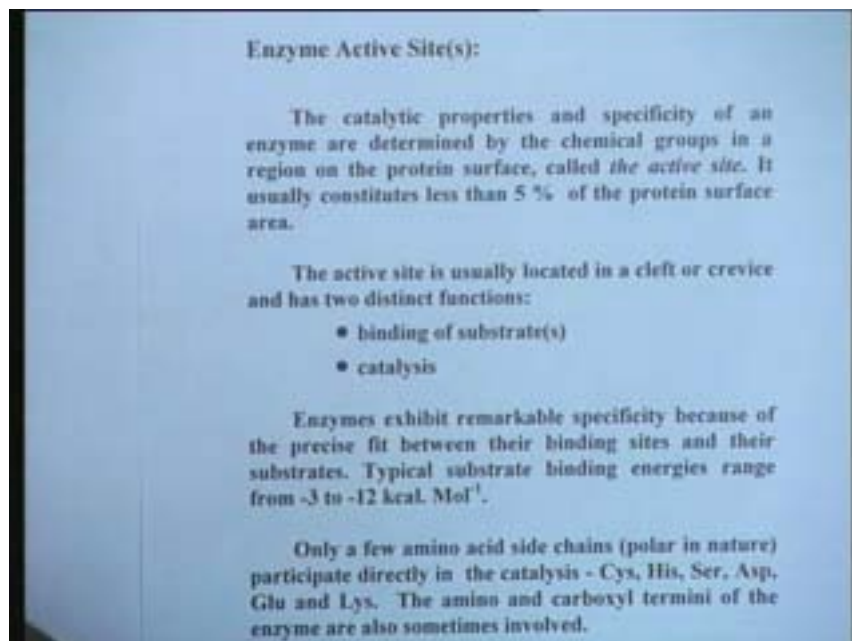 Enzyme Active Site(s):
The catalytic properties and specificity of an
enzyme are determined by the chemical groups in a
region on the protein surface, called the active site. It
usually constitutes less than 5 % of the protein surface
area.
The active site is usually located in a cleft or crevice
and has two distinct functions:
• binding of substrate(s)
• catalysis
Enzymes exhibit remarkable specificity because of
the precise fit between their binding sites and their
substrates. Typical substrate binding energies range
from -3 to -12 kcal. Mol⁻¹.
Only a few amino acid side chains (polar in nature)
participate directly in the catalysis - Cys, His, Ser, Asp,
Glu and Lys. The amino and carboxyl termini of the
enzyme are also sometimes involved.